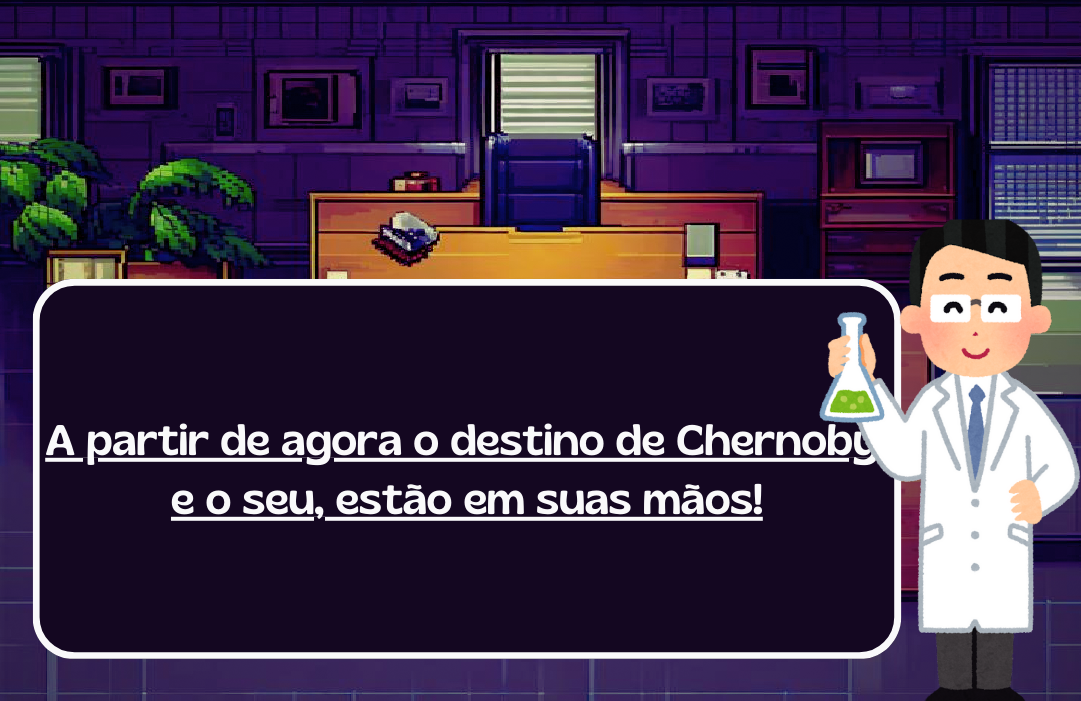 A partir de agora o destino de Chernoby
e o seu, estão em suas mãos!